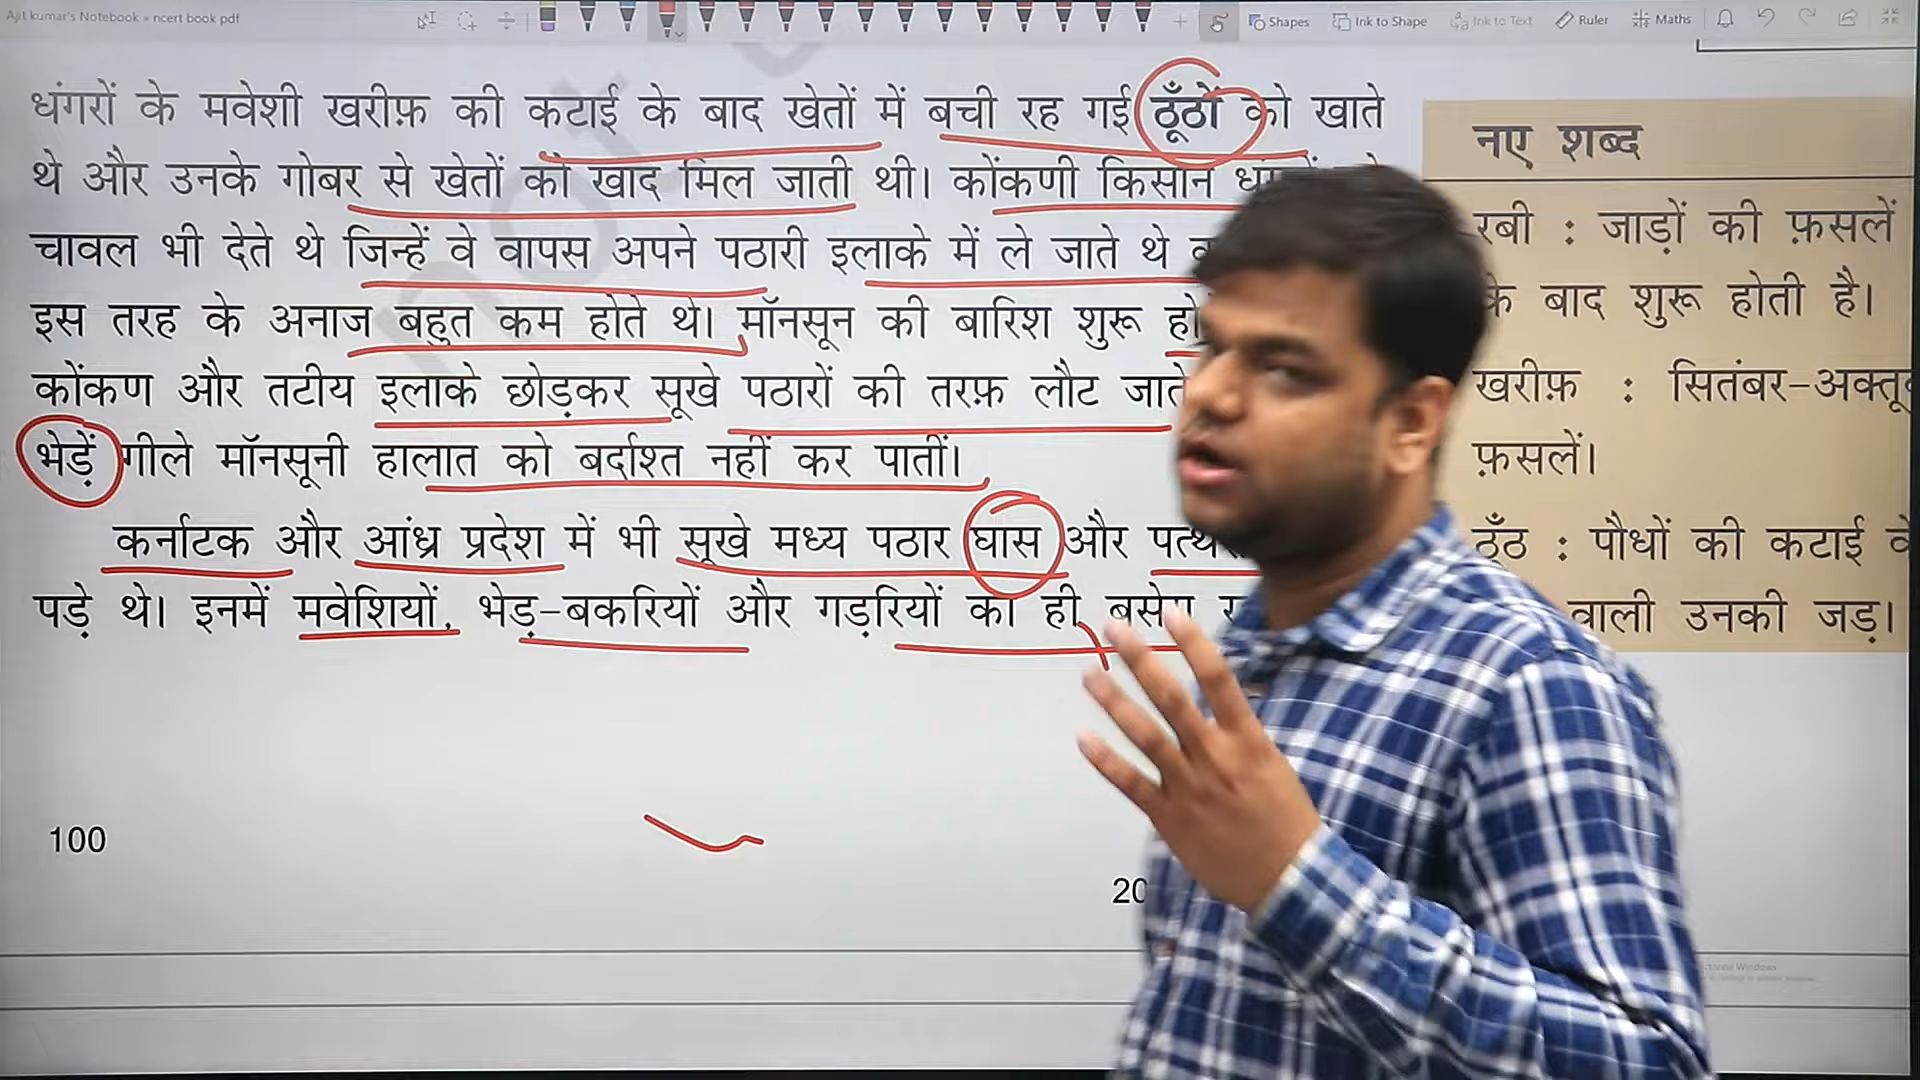 Ajit kumar's Notebook » ncert book pdf
Shapes Ink to Shape Ink to Text Ruler Maths
धंगरों के मवेशी खरीफ़ की कटाई के बाद खेतों में बची रह गई ठूँठों को खाते
थे और उनके गोबर से खेतों को खाद मिल जाती थी। कोंकणी किसान
चावल भी देते थे जिन्हें वे वापस अपने पठारी इलाके में ले जाते थे
इस तरह के अनाज बहुत कम होते थे। मॉनसून की बारिश शुरू
कोंकण और तटीय इलाके छोड़कर सूखे पठारों की तरफ़ लौट जाते
भेड़ें गीले मॉनसूनी हालात को बर्दाश्त नहीं कर पातीं।
कर्नाटक और आंध्र प्रदेश में भी सूखे मध्य पठार घास और
पड़े थे। इनमें मवेशियों, भेड़-बकरियों और गड़रियों का ही
100
20
नए शब्द
रबी : जाड़ों की फ़सलें
के बाद शुरू होती है।
खरीफ़ : सितंबर-अक्तू
फ़सलें।
ठूँठ : पौधों की कटाई
वाली उनकी जड़।
not